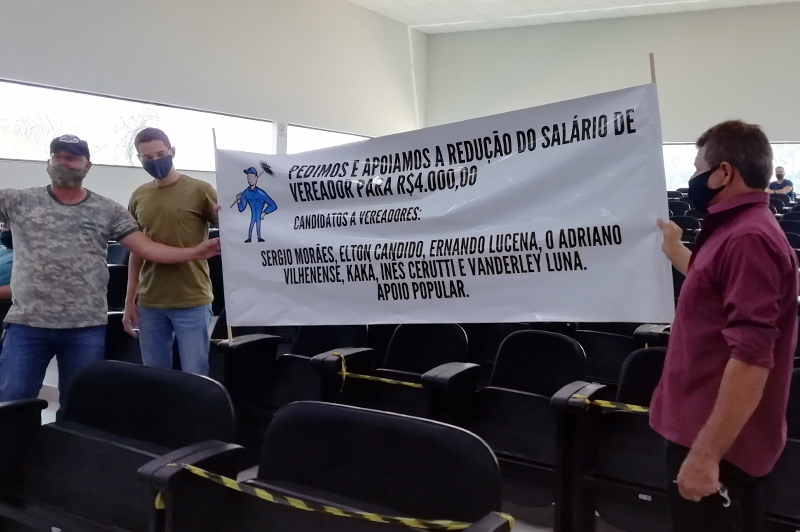 PEDIMOS E APOIAMOS A REDUÇÃO DO SALÁRIO DE
VEREADOR PARA R$4.000,00
CANDIDATOS A VEREADORES:
SERGIO MORÃES, ELTON CANDIDO, ERNANDO LUCENA, O ADRIANO
VILHENENSE, KAKA, INÊS CERUTTI E VANDERLEY LUNA.
APOIO POPULAR.